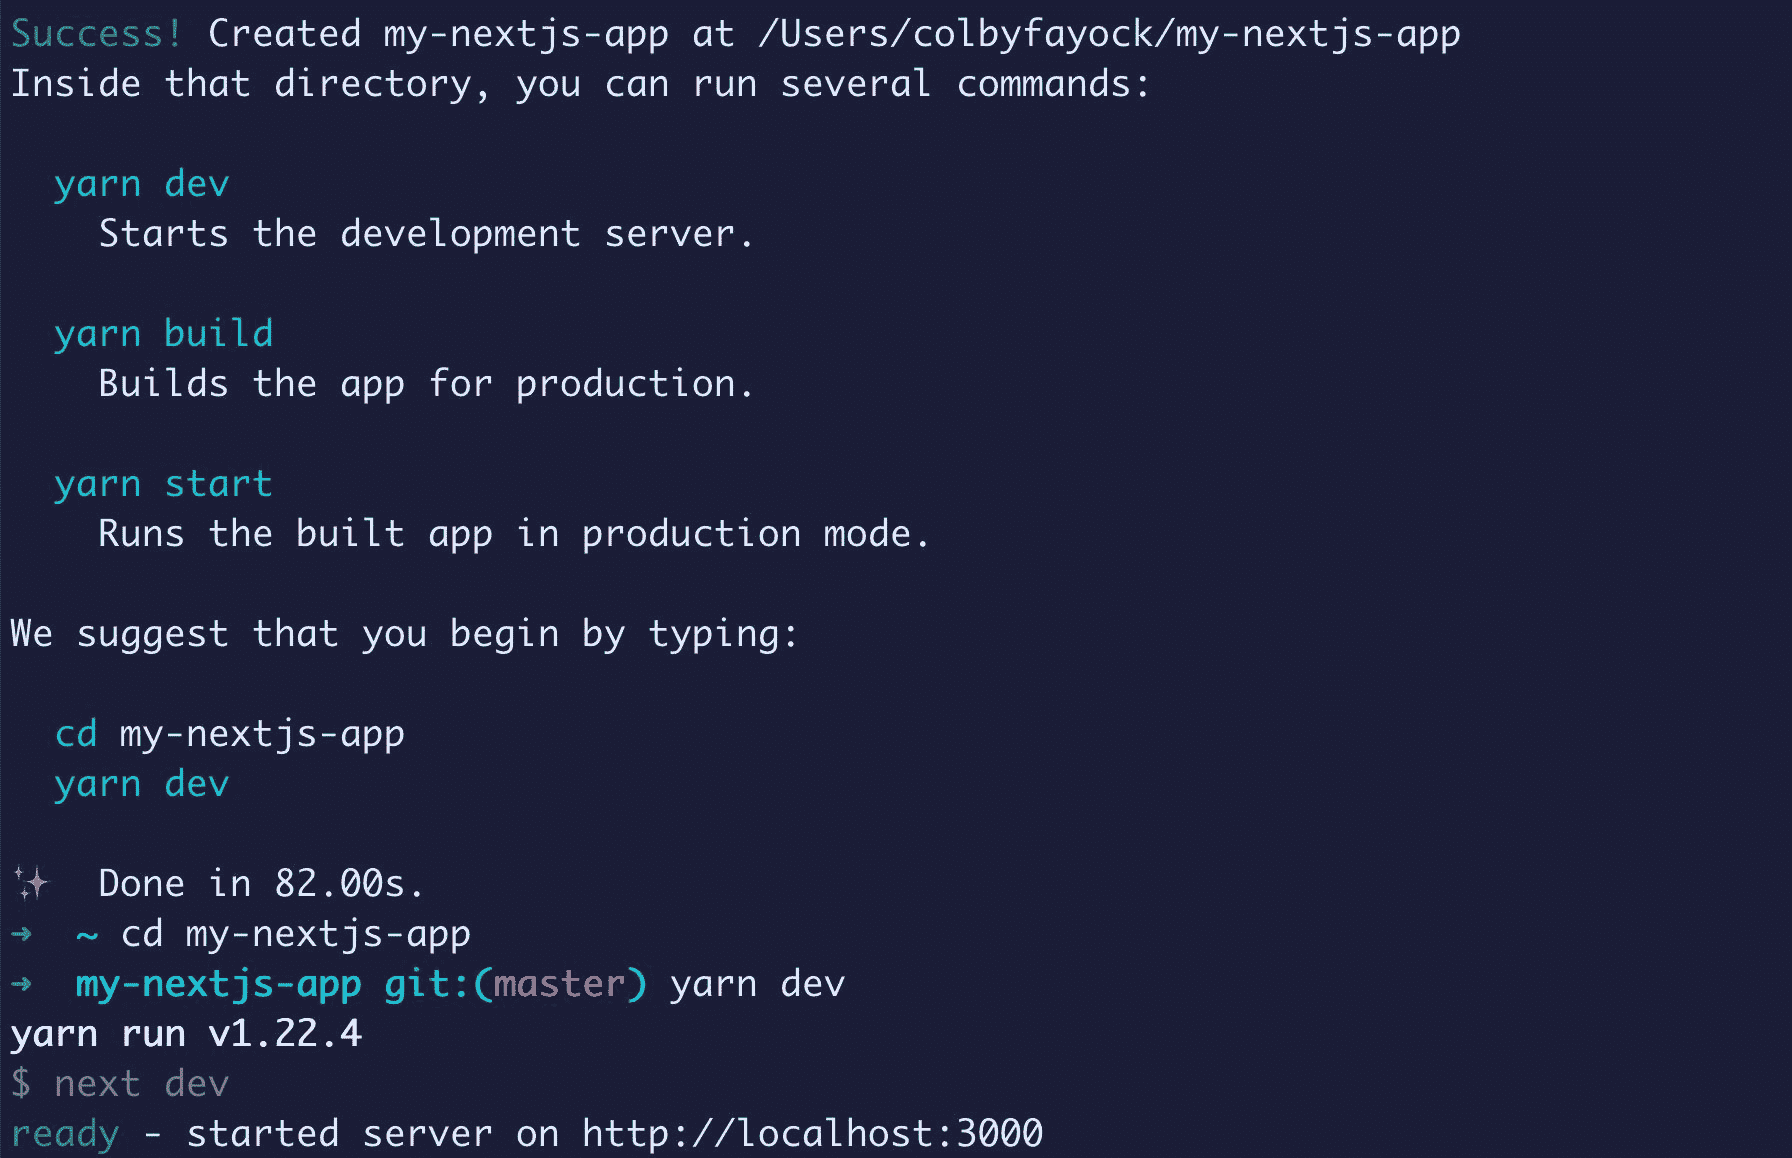 Success! Created my-nextjs-app at /Users/colbyfayock/my-nextjs-app
Inside that directory, you can run several commands:
yarn dev
Starts the development server.
yarn build
Builds the app for production.
yarn start
Runs the built app in production mode.
We suggest that you begin by typing:
cd my-nextjs-app
yarn dev
✨ Done in 82.00s.
→ ~ cd my-nextjs-app
→ my-nextjs-app git:(master) yarn dev
yarn run v1.22.4
$ next dev
ready - started server on http://localhost:3000